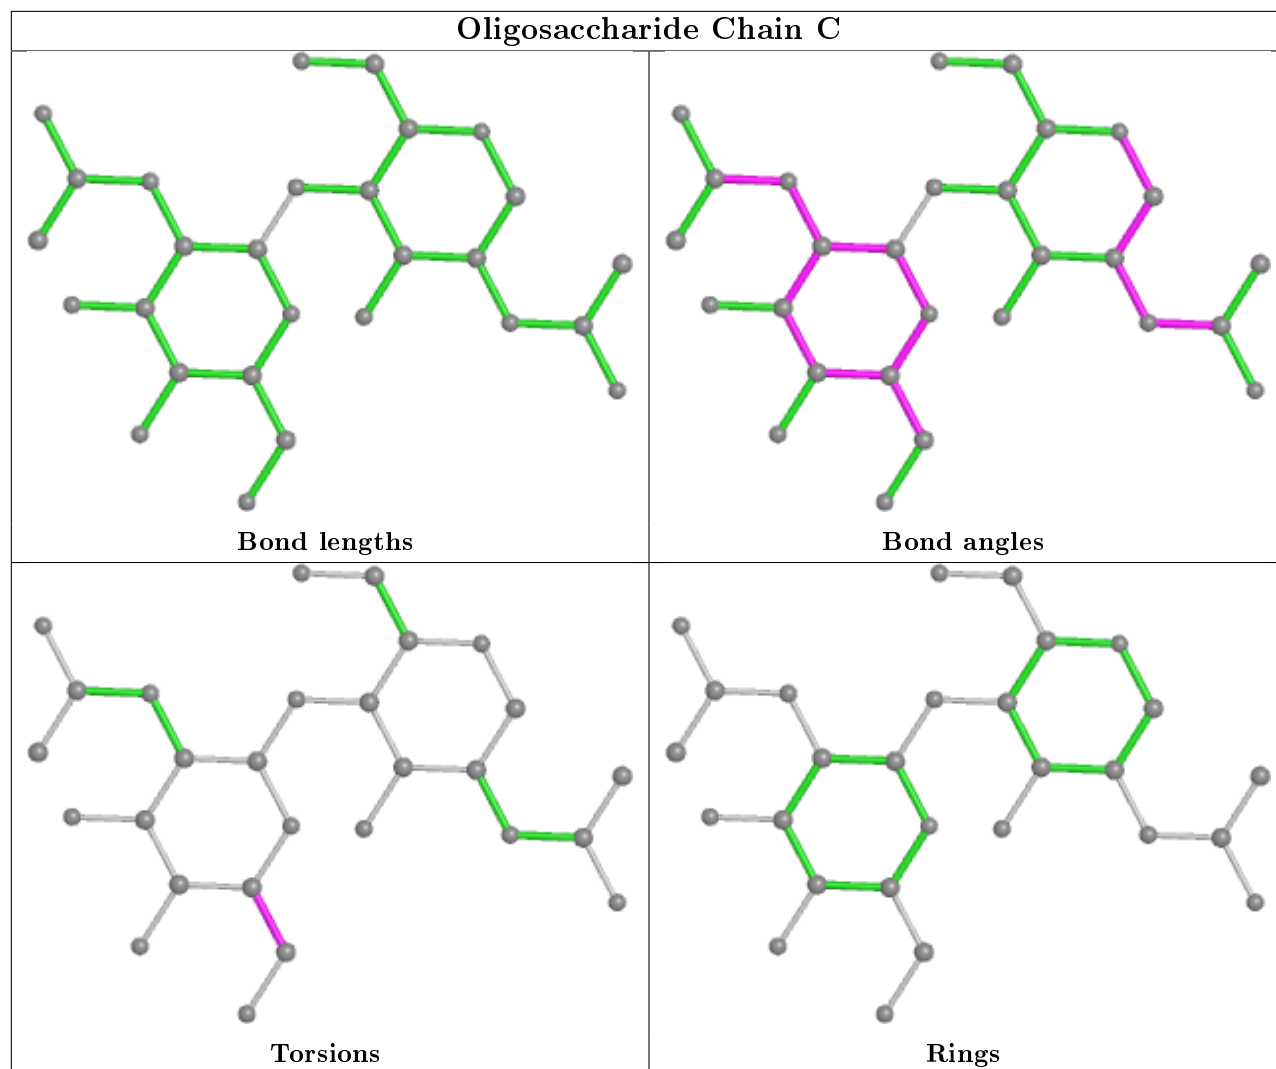 Oligosaccharide Chain C
Bond lengths
Bond angles
Torsions
Rings